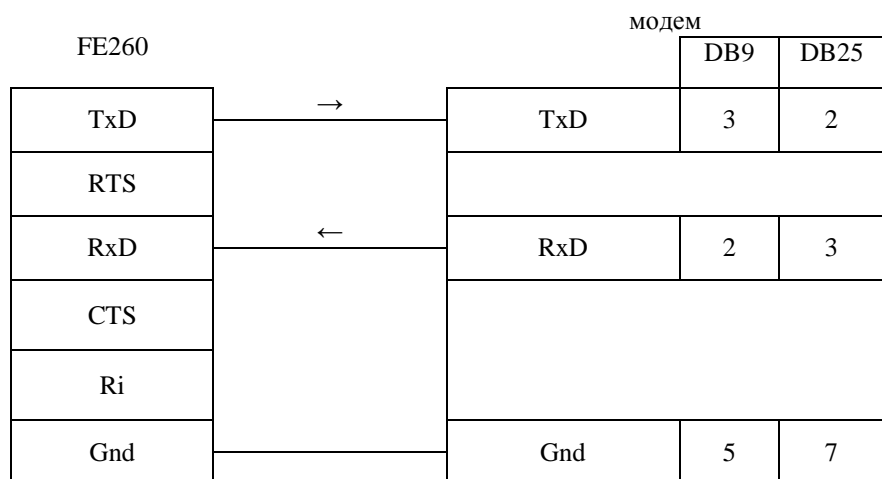 модем
FE260
DB9 DB25
TxD → TxD 3 2
RTS
RxD ← RxD 2 3
CTS
Ri
Gnd Gnd 5 7